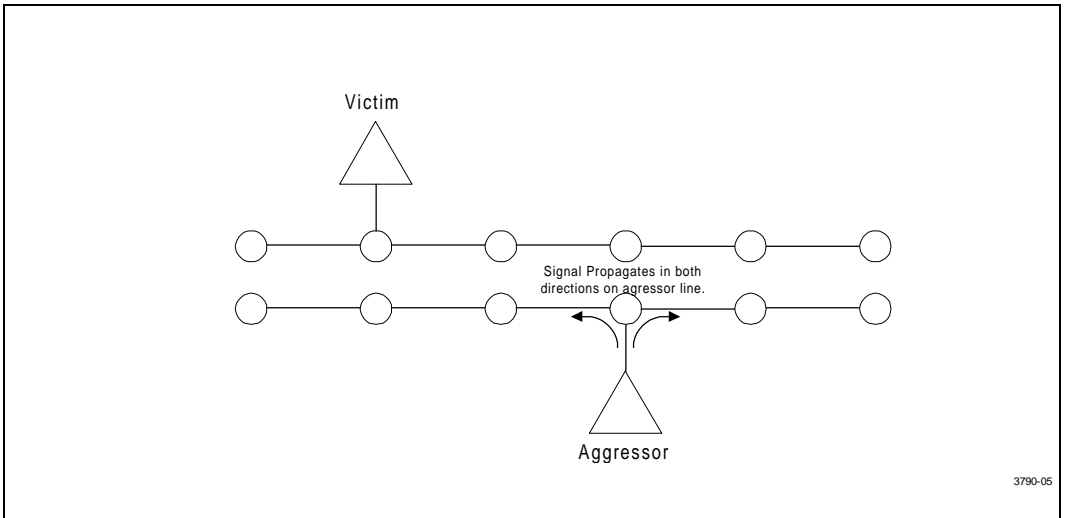 Victim
Signal Propagates in both
directions on agressor line.
Aggressor
3790-05